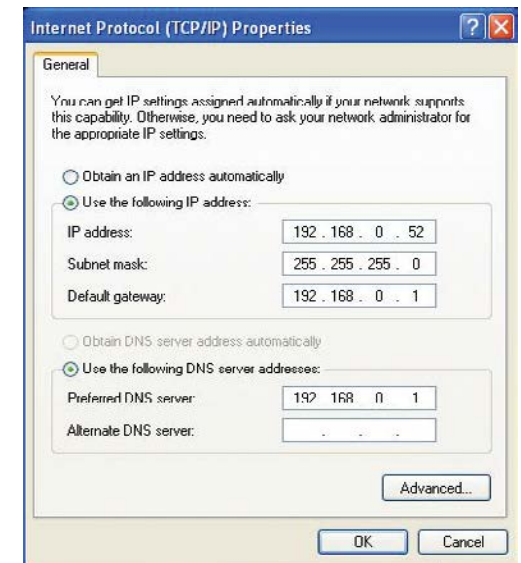 Internet Protocol (TCP/IP) Properties
General
You can get IP settings assigned automatically if your network supports
this capability. Otherwise, you need to ask your network administrator for
the appropriate IP settings.
Obtain an IP address automatically
Use the following IP address:
IP address: 192 . 168 . 0 . 52
Subnet mask: 255 . 255 . 255 . 0
Default gateway: 192 . 168 . 0 . 1
Obtain DNS server address automatically
Use the following DNS server addresses:
Preferred DNS server: 192 168 0 1
Alternate DNS server: . . .
Advanced...
OK Cancel